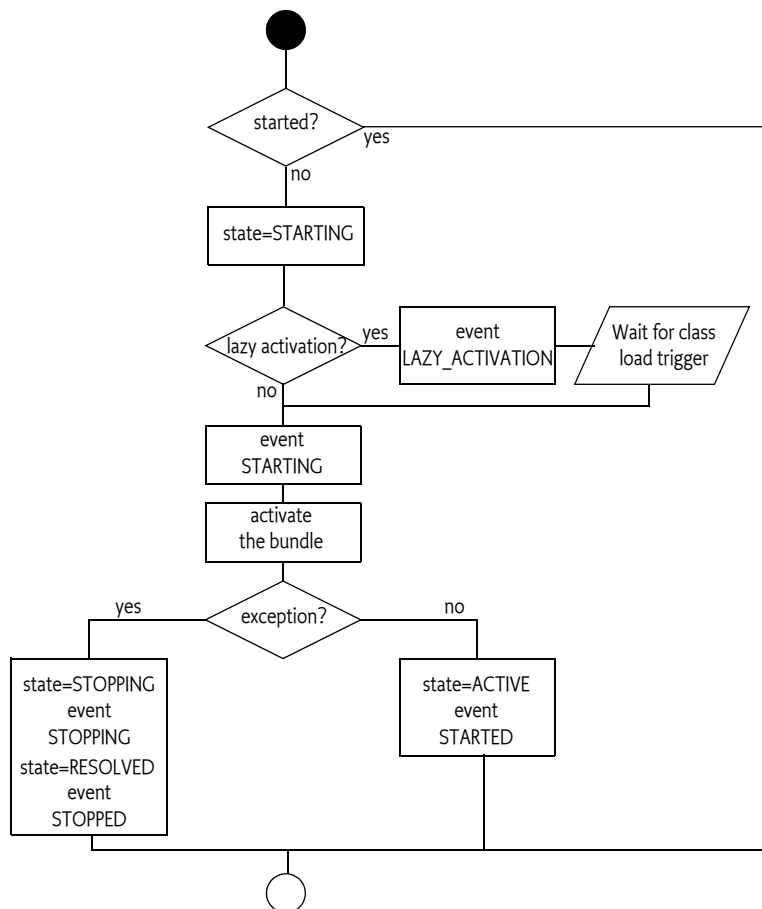 started?
yes
no
state=STARTING
lazy activation?
yes
event
LAZY_ACTIVATION
Wait for class
load trigger
no
event
STARTING
activate
the bundle
exception?
yes
no
state=STOPPING
event
STOPPING
state=RESOLVED
event
STOPPED
state=ACTIVE
event
STARTED